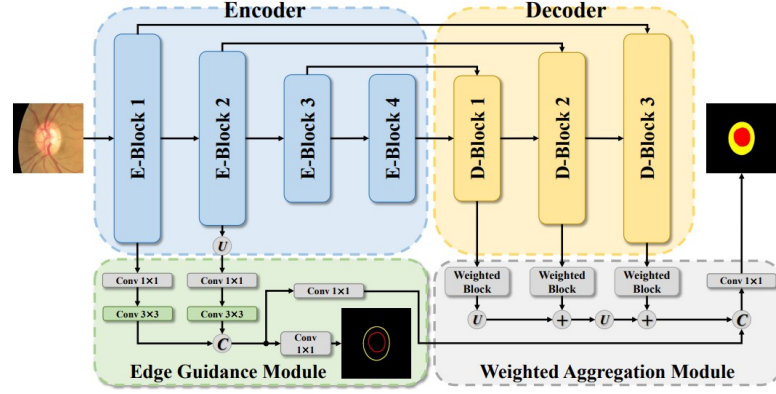 Encoder
Decoder
E-Block 1
E-Block 2
E-Block 3
E-Block 4
D-Block 1
D-Block 2
D-Block 3
U
Conv 1×1
Conv 1×1
Conv 3×3
Conv 3×3
C
Conv 1×1
Conv
1×1
Edge Guidance Module
Weighted
Block
Weighted
Block
Weighted
Block
Conv 1×1
U
+
U
+
C
Weighted Aggregation Module